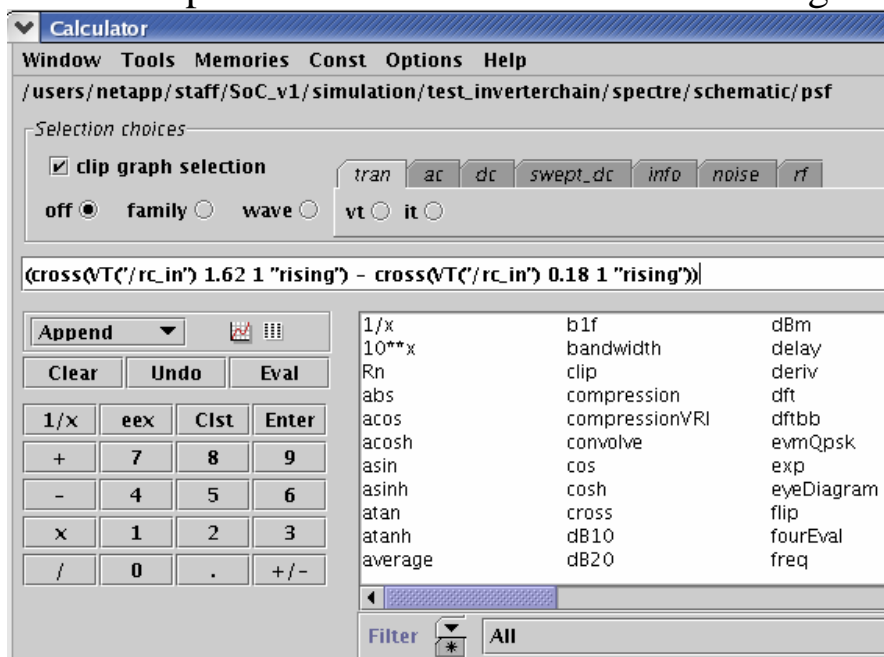 Calculator
Window Tools Memories Const Options Help
/users/netapp/staff/SoC_v1/simulation/test_inverterchain/spectre/schematic/psf
Selection choices
clip graph selection
tran ac dc swept_dc info noise rf
off family wave vt it
(cross(VT("/rc_in") 1.62 1 "rising") - cross(VT("/rc_in") 0.18 1 "rising"))
Append
Clear Undo Eval
1/x eex Clst Enter
+ 7 8 9
- 4 5 6
x 1 2 3
/ 0 . +/-
1/x b1f dBm
10**x bandwidth delay
Rn clip deriv
abs compression dft
acos compressionVRI dftbb
acosh convolve evmQpsk
asin cos exp
asinh cosh eyeDiagram
atan cross flip
atanh dB10 fourEval
average dB20 freq
Filter * All